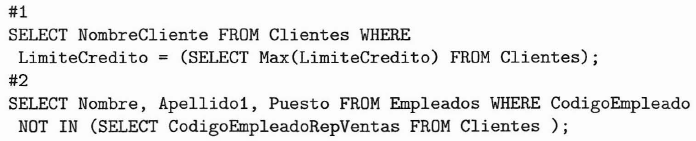 #1
SELECT NombreCliente FROM Clientes WHERE
LimiteCredito = (SELECT Max(LimiteCredito) FROM Clientes);
#2
SELECT Nombre, Apellido1, Puesto FROM Empleados WHERE CodigoEmpleado
NOT IN (SELECT CodigoEmpleadoRepVentas FROM Clientes );